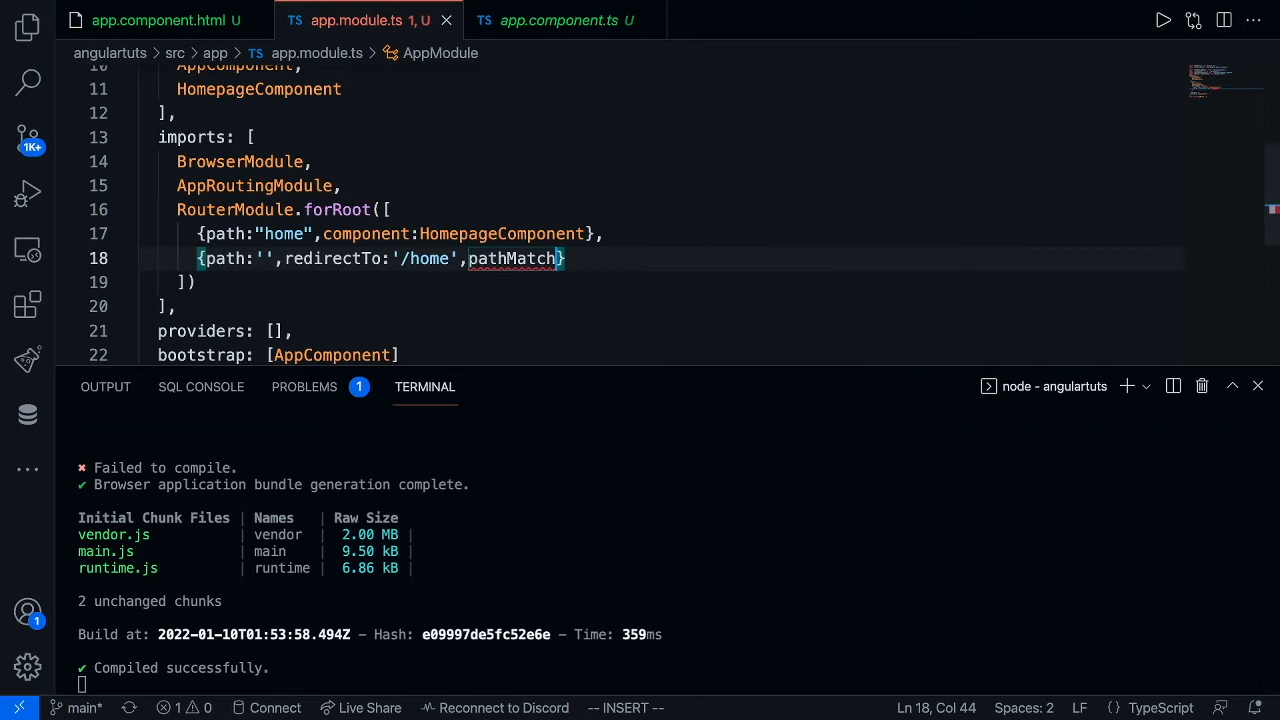 app.component.html U
TS app.module.ts 1, U
TS app.component.ts U
angulartuts > src > app > TS app.module.ts > AppModule
10 AppComponent,
11 HomepageComponent
12 ],
13 imports: [
14 BrowserModule,
15 AppRoutingModule,
16 RouterModule.forRoot([
17 {path:"home",component:HomepageComponent},
18 {path:'',redirectTo:'/home',pathMatch}
19 ])
20 ],
21 providers: [],
22 bootstrap: [AppComponent]
1K+
OUTPUT SQL CONSOLE PROBLEMS 1 TERMINAL
node - angulartuts
✖ Failed to compile.
✔ Browser application bundle generation complete.
Initial Chunk Files | Names | Raw Size
vendor.js | vendor | 2.00 MB |
main.js | main | 9.50 kB |
runtime.js | runtime | 6.86 kB |
2 unchanged chunks
Build at: 2022-01-10T01:53:58.494Z - Hash: e09997de5fc52e6e - Time: 359ms
✔ Compiled successfully.
1
main* 1 0 Connect Live Share Reconnect to Discord -- INSERT -- Ln 18, Col 44 Spaces: 2 LF {} TypeScript